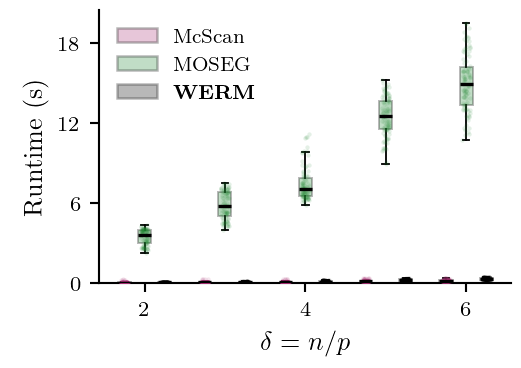 McScan
MOSEG
WERM
Runtime (s)
18
12
6
0
2
4
6
δ = n/p